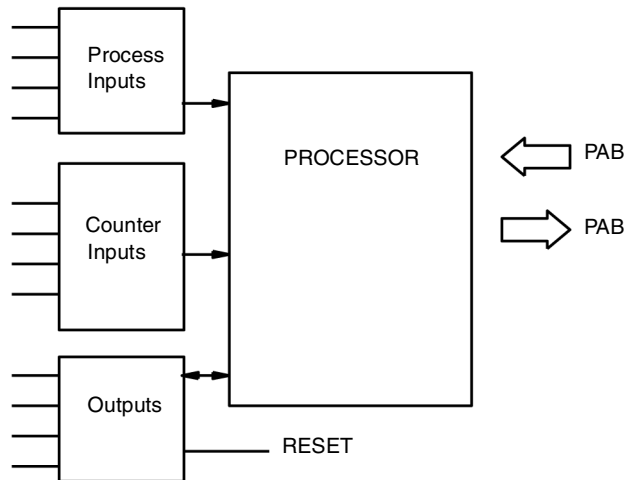 Process
Inputs
PROCESSOR
PAB
PAB
Counter
Inputs
Outputs
RESET